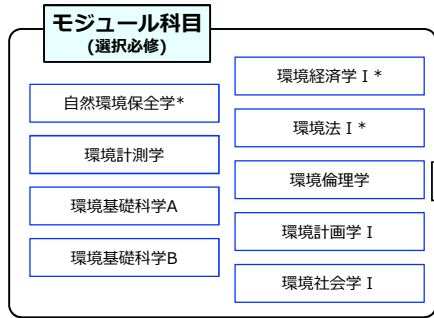 モジュール科目
(選択必修)
自然環境保全学*
環境計測学
環境基礎科学A
環境基礎科学B
環境経済学Ⅰ*
環境法Ⅰ*
環境倫理学
環境計画学Ⅰ
環境社会学Ⅰ